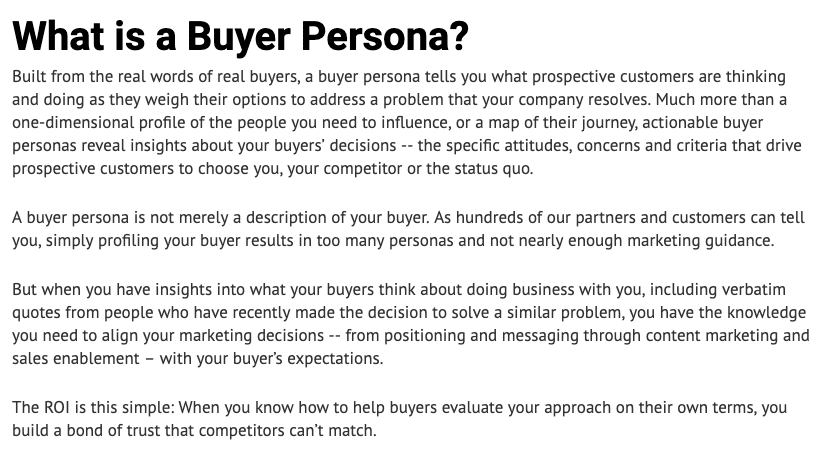 What is a Buyer Persona?
Built from the real words of real buyers, a buyer persona tells you what prospective customers are thinking
and doing as they weigh their options to address a problem that your company resolves. Much more than a
one-dimensional profile of the people you need to influence, or a map of their journey, actionable buyer
personas reveal insights about your buyers’ decisions -- the specific attitudes, concerns and criteria that drive
prospective customers to choose you, your competitor or the status quo.
A buyer persona is not merely a description of your buyer. As hundreds of our partners and customers can tell
you, simply profiling your buyer results in too many personas and not nearly enough marketing guidance.
But when you have insights into what your buyers think about doing business with you, including verbatim
quotes from people who have recently made the decision to solve a similar problem, you have the knowledge
you need to align your marketing decisions -- from positioning and messaging through content marketing and
sales enablement – with your buyer’s expectations.
The ROI is this simple: When you know how to help buyers evaluate your approach on their own terms, you
build a bond of trust that competitors can’t match.